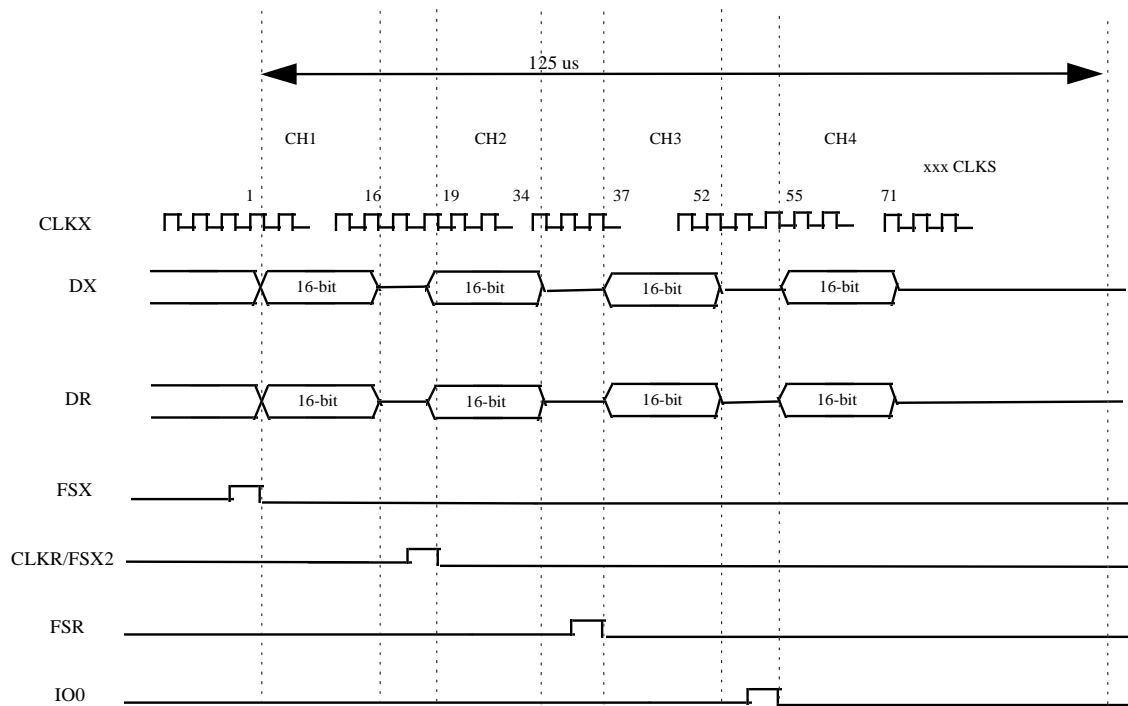 125 us
CH1 CH2 CH3 CH4
xxx CLKS
1 16 19 34 37 52 55 71
CLKX
DX 16-bit 16-bit 16-bit 16-bit
DR 16-bit 16-bit 16-bit 16-bit
FSX
CLKR/FSX2
FSR
IO0